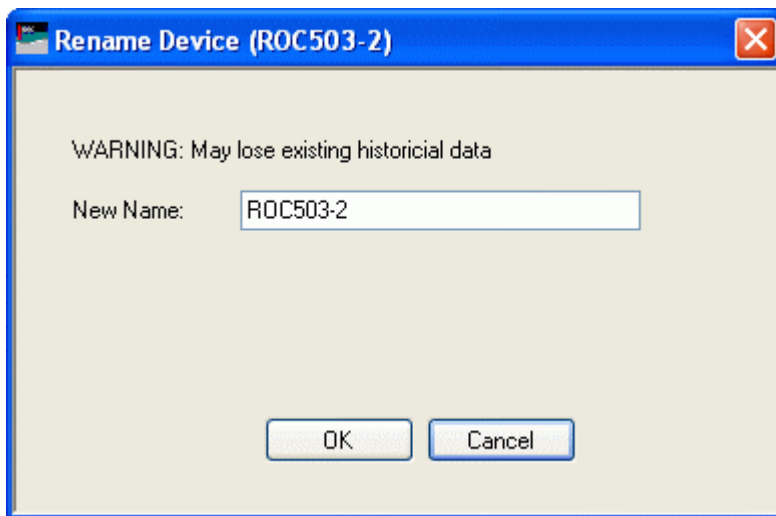 Rename Device (ROC503-2)
WARNING: May lose existing historicial data
New Name: ROC503-2
OK Cancel